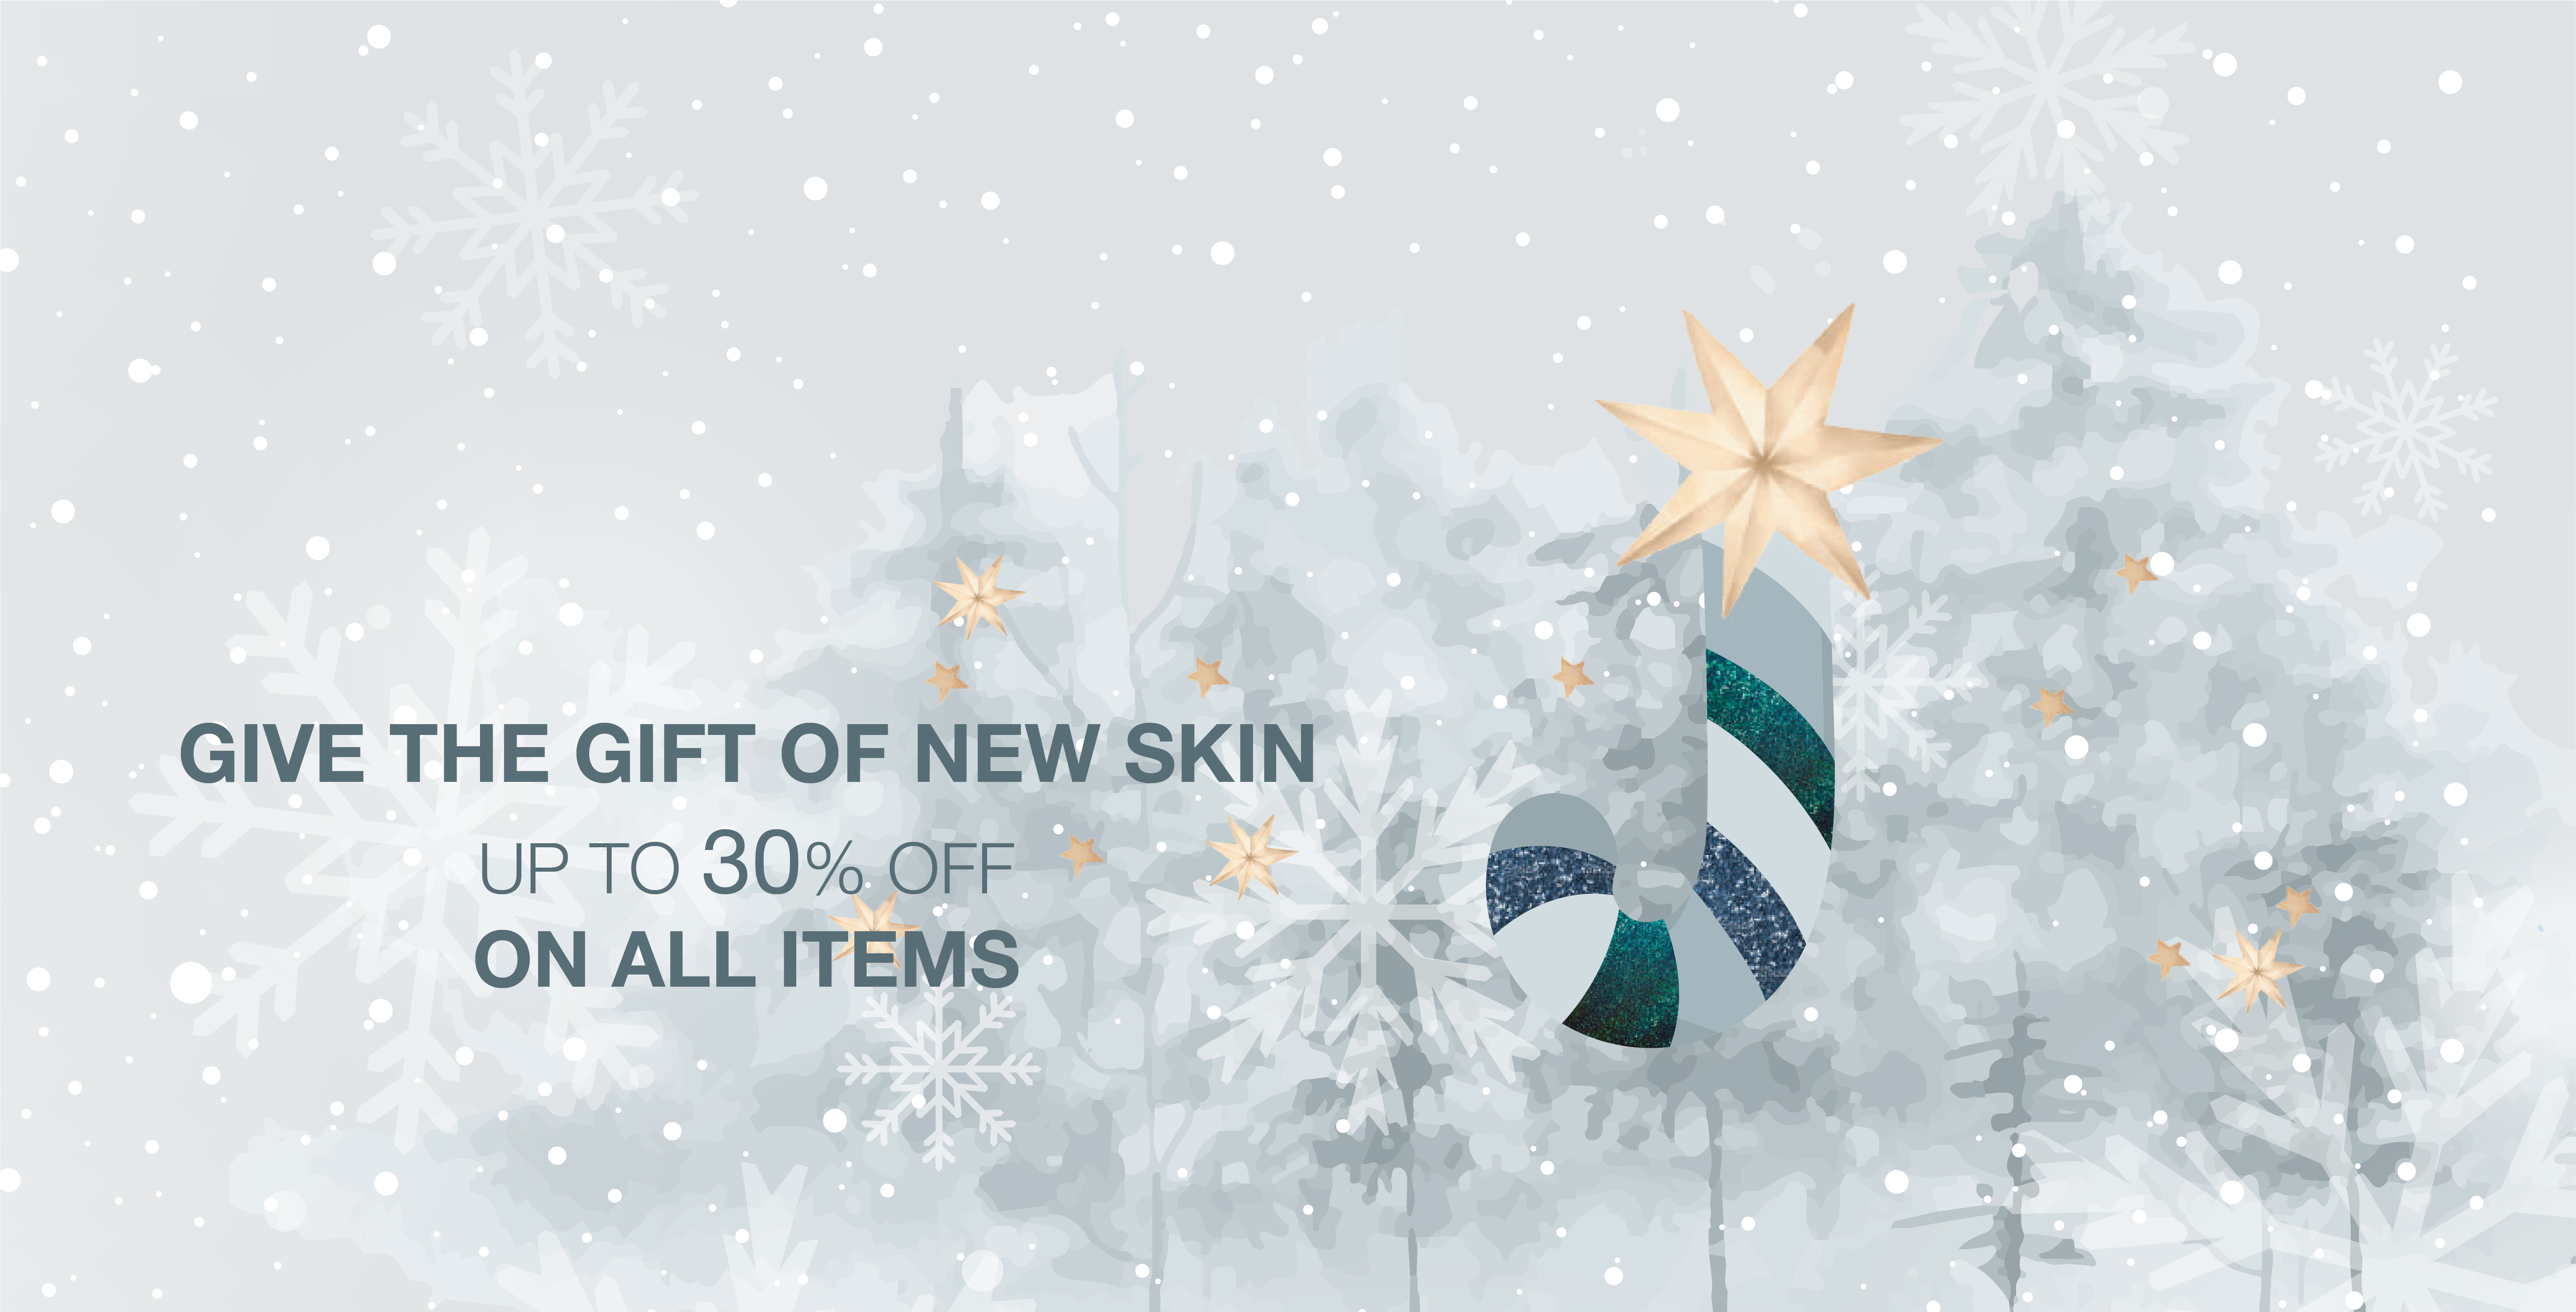 GIVE THE GIFT OF NEW SKIN
UP TO 30% OFF
ON ALL ITEMS